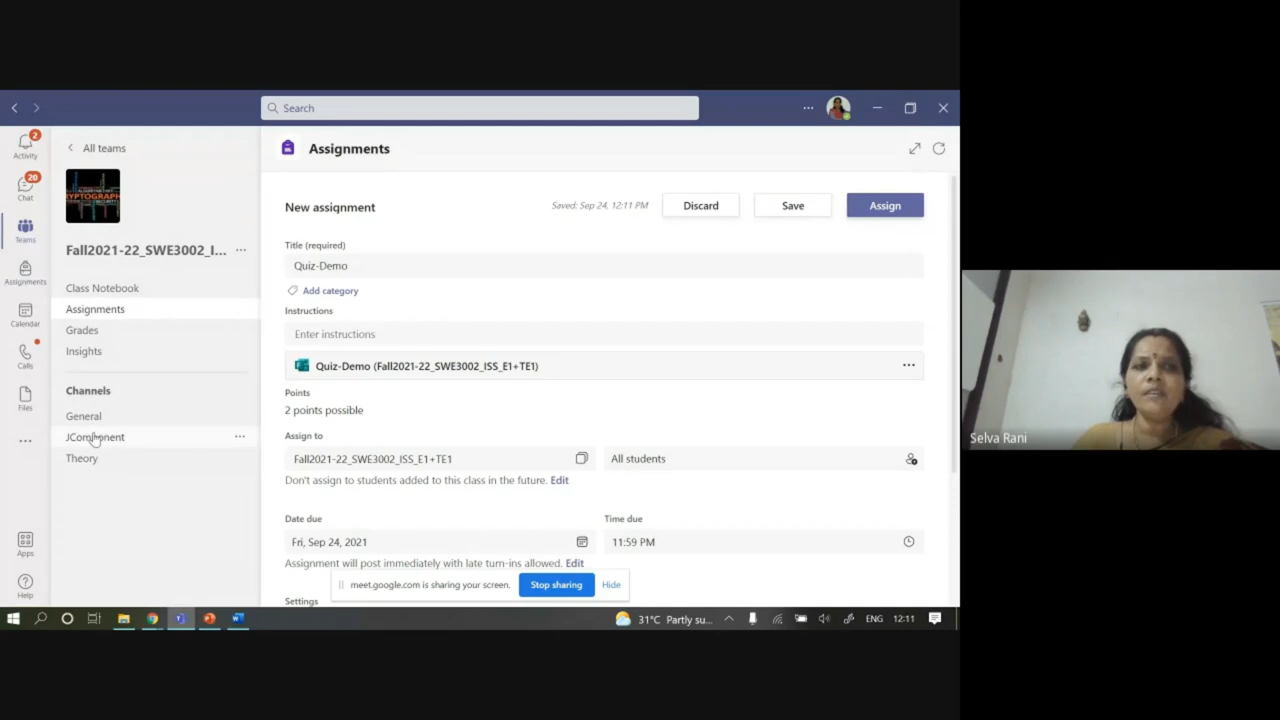 Search
Activity
2
Chat
20
Teams
Assignments
Calendar
Calls
Files
Apps
Help
All teams
Fall2021-22_SWE3002_I...
Class Notebook
Assignments
Grades
Insights
Channels
General
JComponent
Theory
Assignments
New assignment
Saved: Sep 24, 12:11 PM
Discard
Save
Assign
Title (required)
Quiz-Demo
Add category
Instructions
Enter instructions
Quiz-Demo (Fall2021-22_SWE3002_ISS_E1+TE1)
Points
2 points possible
Assign to
Fall2021-22_SWE3002_ISS_E1+TE1
All students
Don't assign to students added to this class in the future. Edit
Date due
Time due
Fri, Sep 24, 2021
11:59 PM
Assignment will post immediately with late turn-ins allowed. Edit
Settings
meet.google.com is sharing your screen.
Stop sharing
Hide
31°C Partly su...
ENG
12:11
Selva Rani